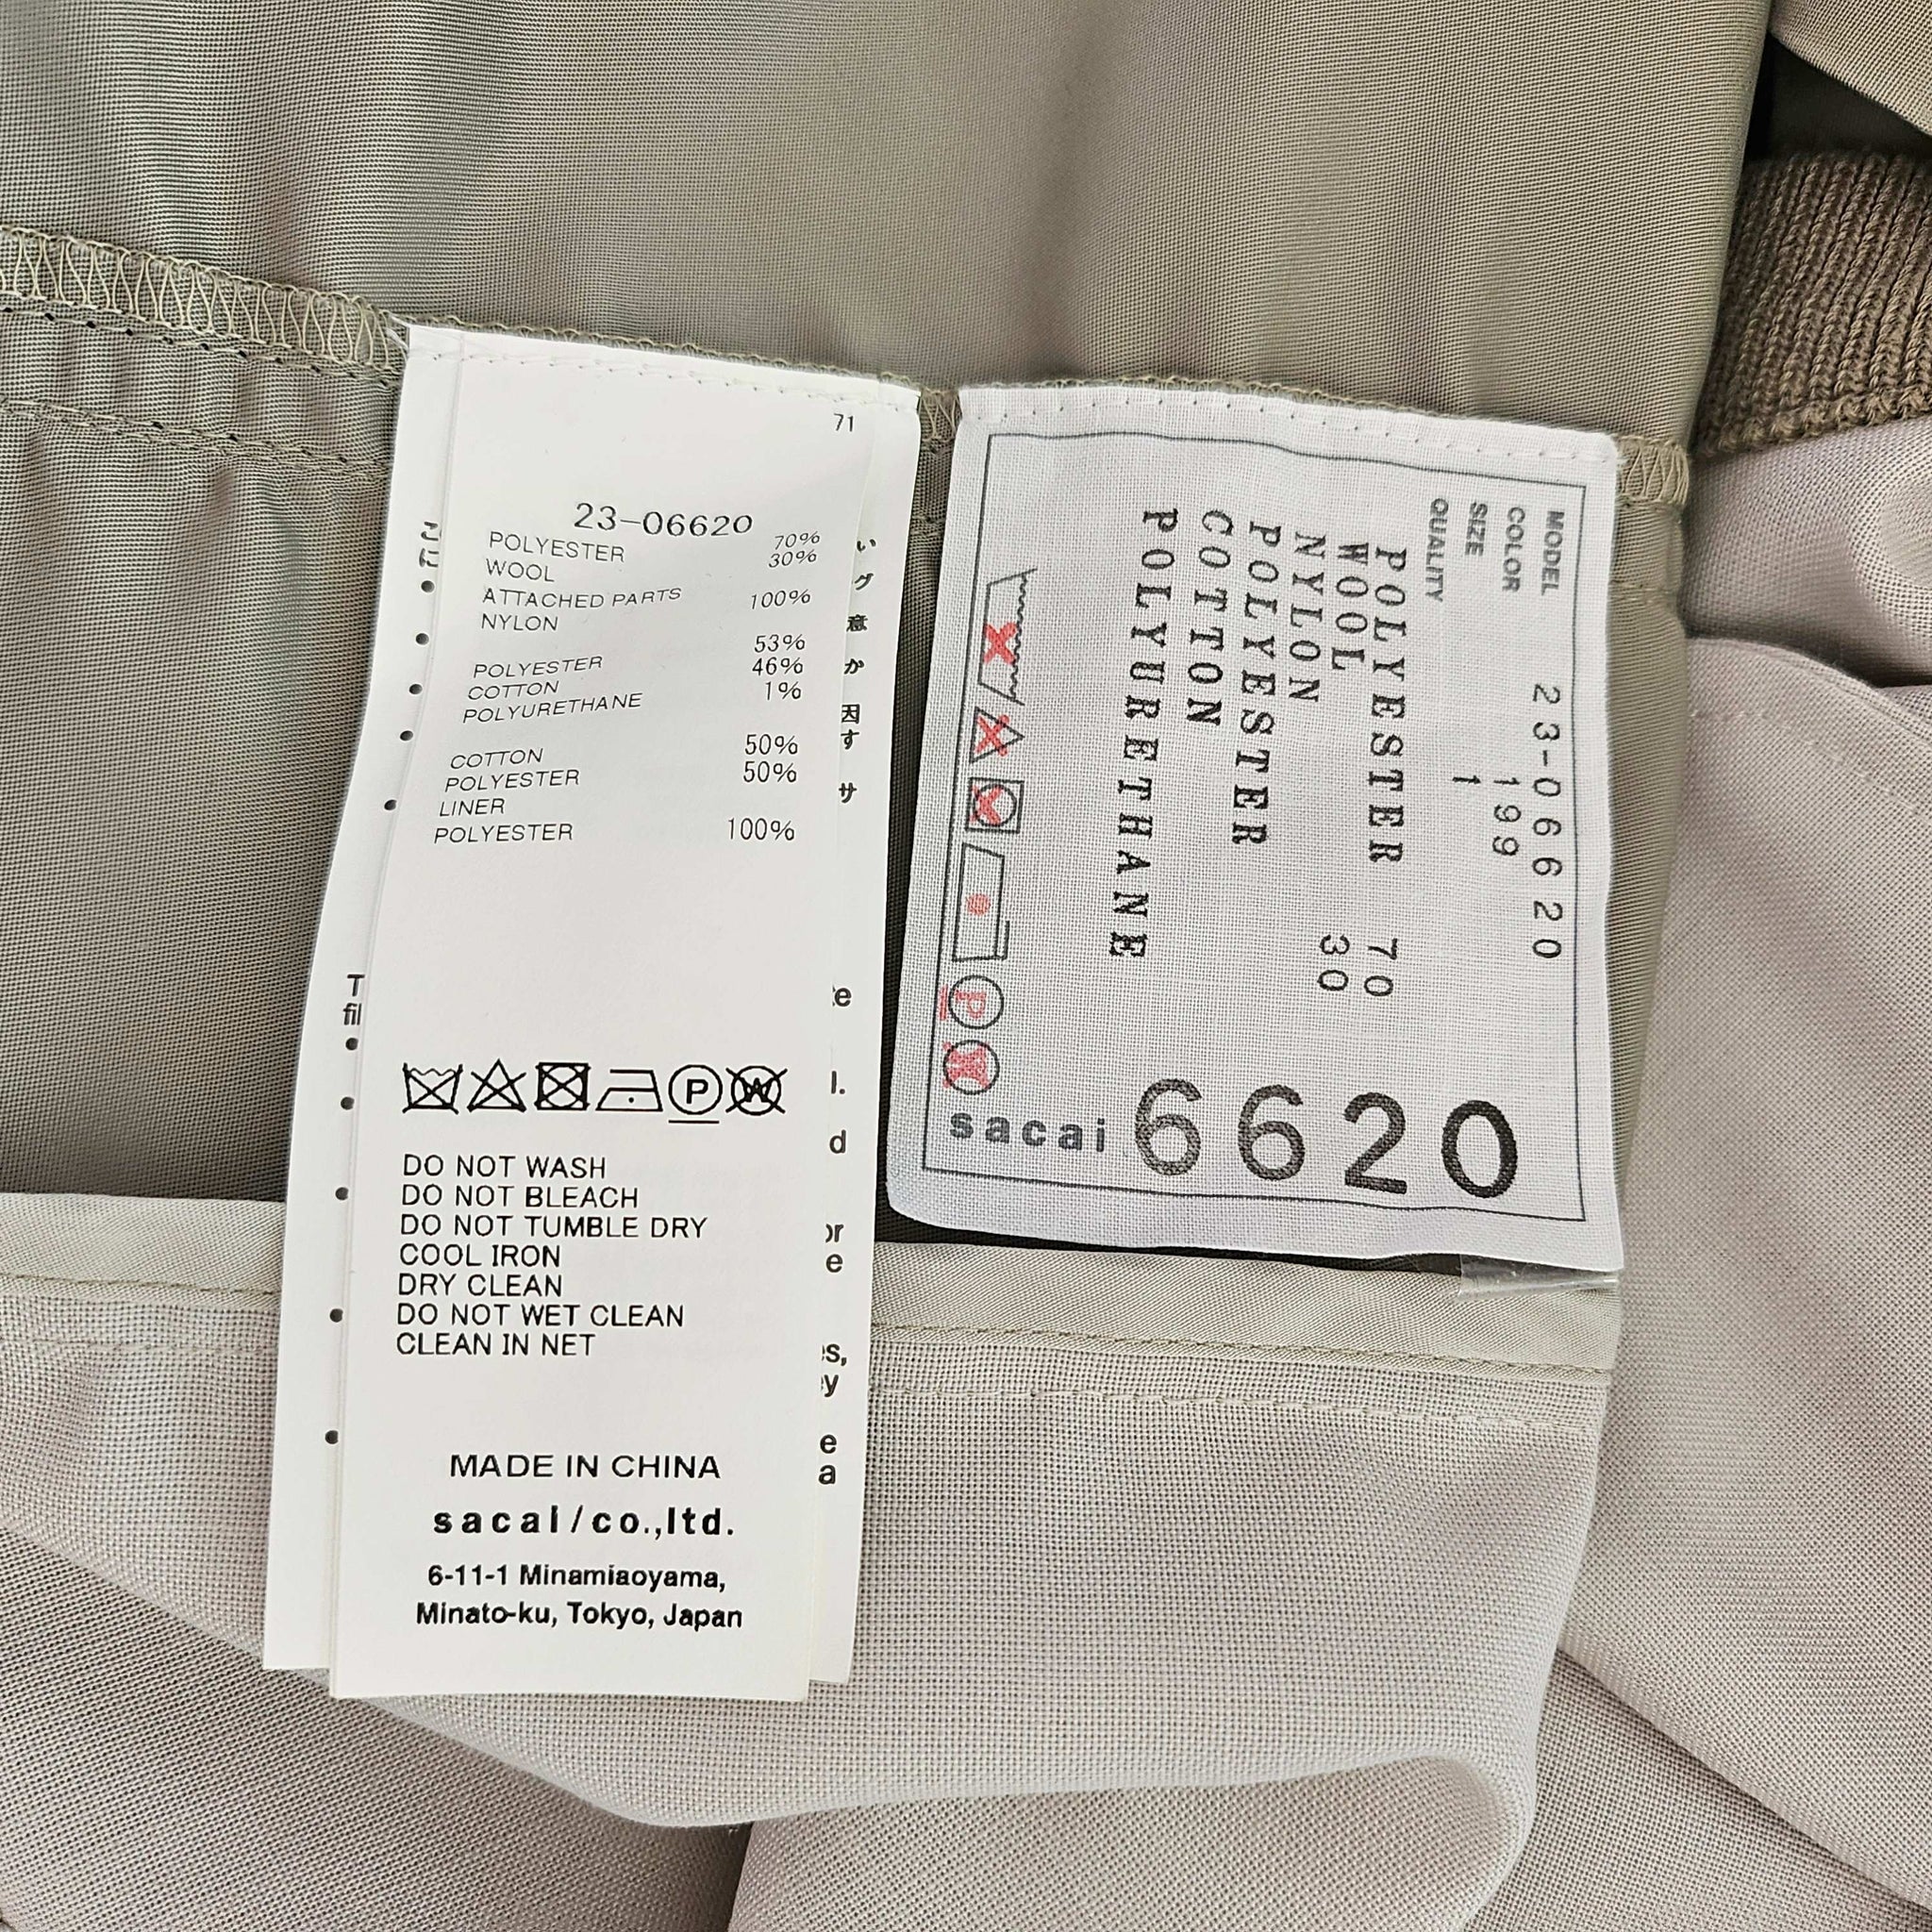 71
23-06620
POLYESTER 70%
WOOL 30%
ATTACHED PARTS
NYLON 100%
POLYESTER 53%
COTTON 46%
POLYURETHANE 1%
COTTON 50%
POLYESTER 50%
LINER
POLYESTER 100%
P
W
DO NOT WASH
DO NOT BLEACH
DO NOT TUMBLE DRY
COOL IRON
DRY CLEAN
DO NOT WET CLEAN
CLEAN IN NET
MADE IN CHINA
sacai/co.,ltd.
6-11-1 Minamiaoyama,
Minato-ku, Tokyo, Japan
MODEL 23-06620
COLOR 199
SIZE 1
QUALITY
POLYESTER 70
WOOL 30
NYLON
POLYESTER
COTTON
POLYURETHANE
P
sacai 6620